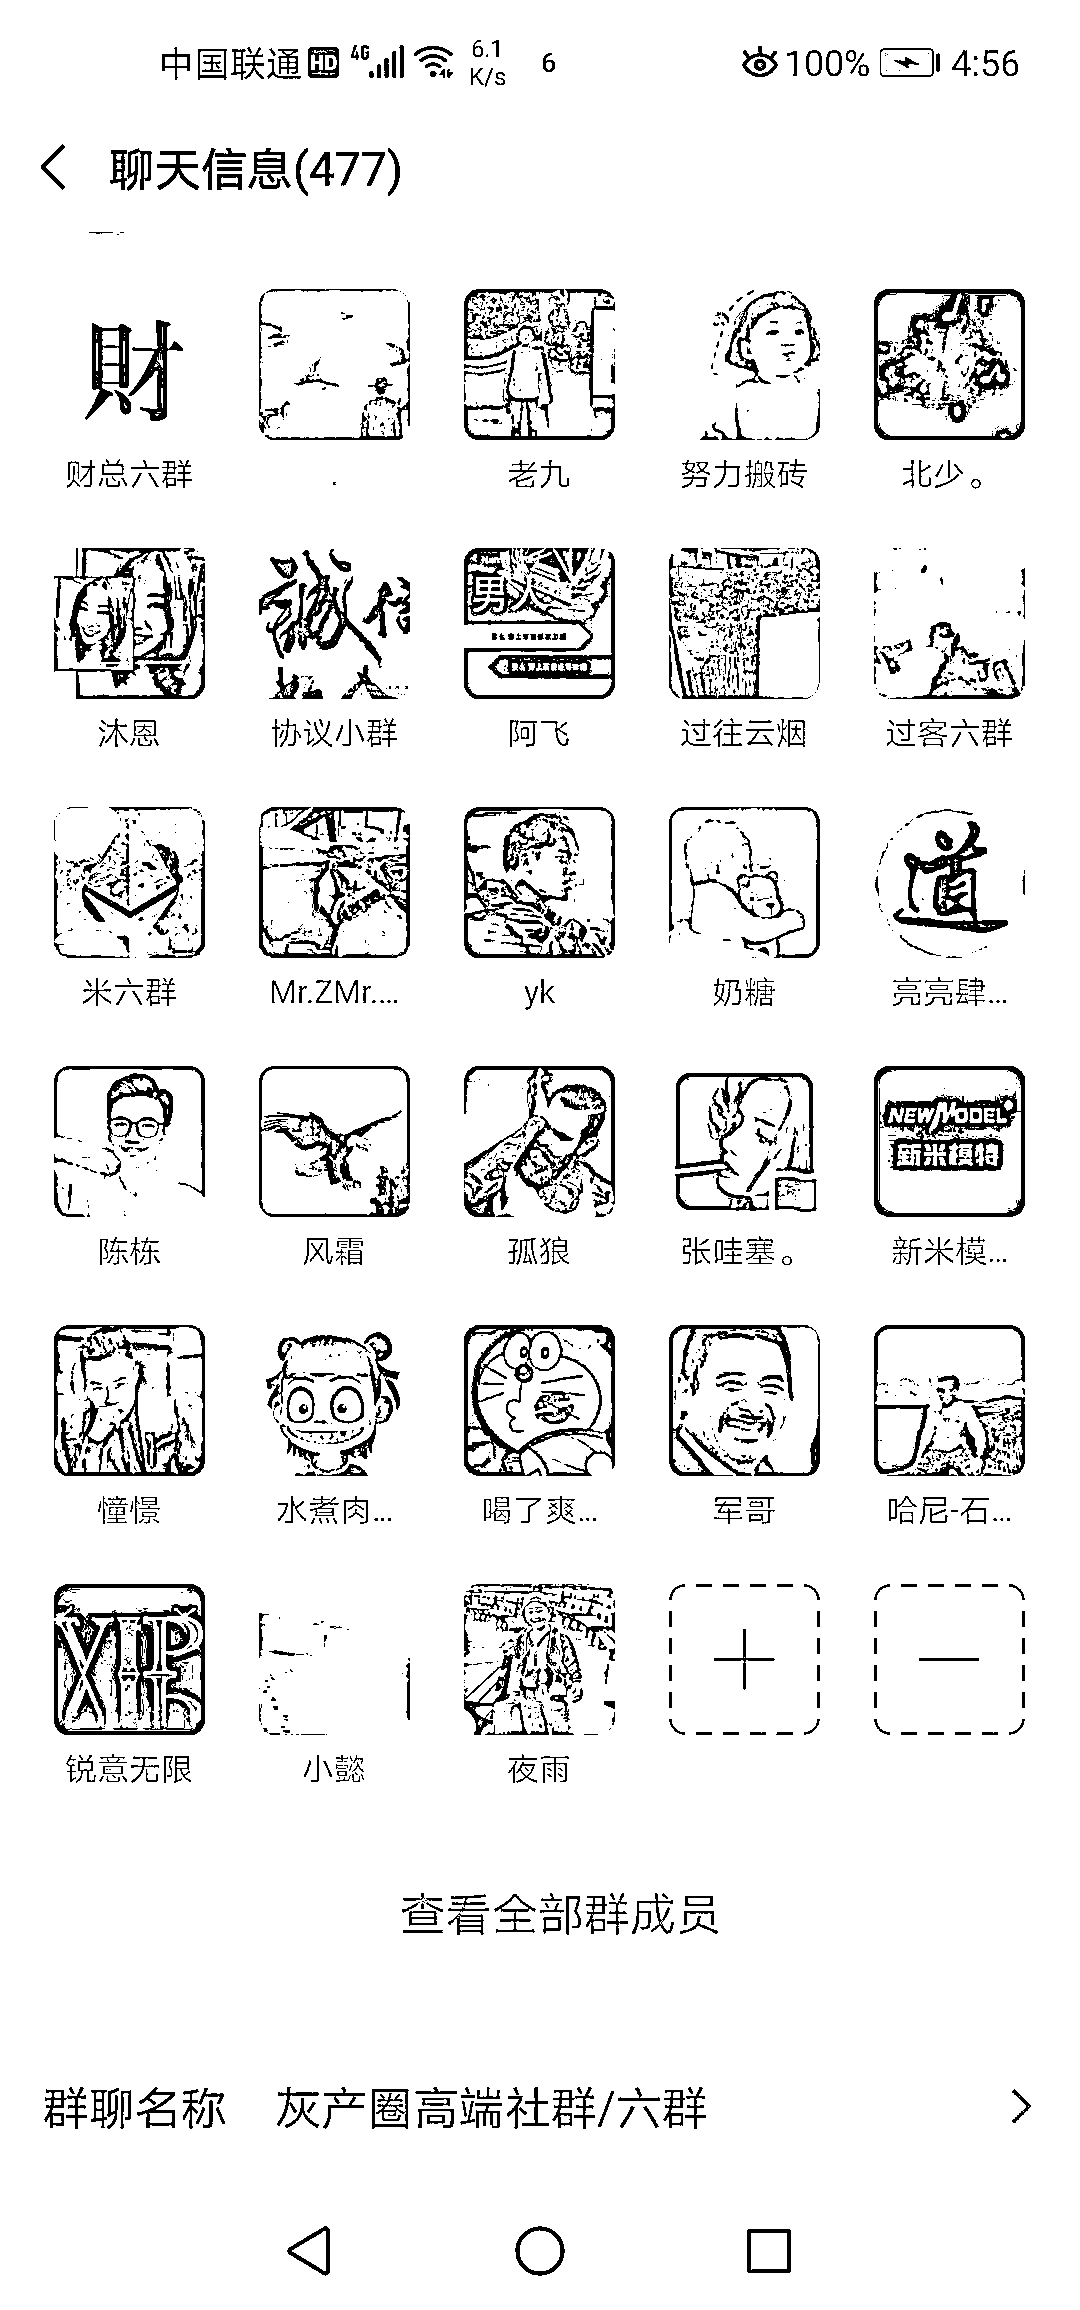 中国联通 HD 4G 6.1 K/s 6 100% 4:56
聊天信息(477)
財
财总六群 . 老九 努力搬砖 北少。
誠信
男人
沐恩 协议小群 阿飞 过往云烟 过客六群
道
米六群 Mr.ZMr.... yk 奶糖 亮亮肆...
NEWMODEL
新米模特
陈栋 风霜 孤狼 张哇塞。 新米模...
憧憬 水煮肉... 喝了爽... 军哥 哈尼-石...
VIP
锐意无限 小懿 夜雨
查看全部群成员
群聊名称 灰产圈高端社群/六群